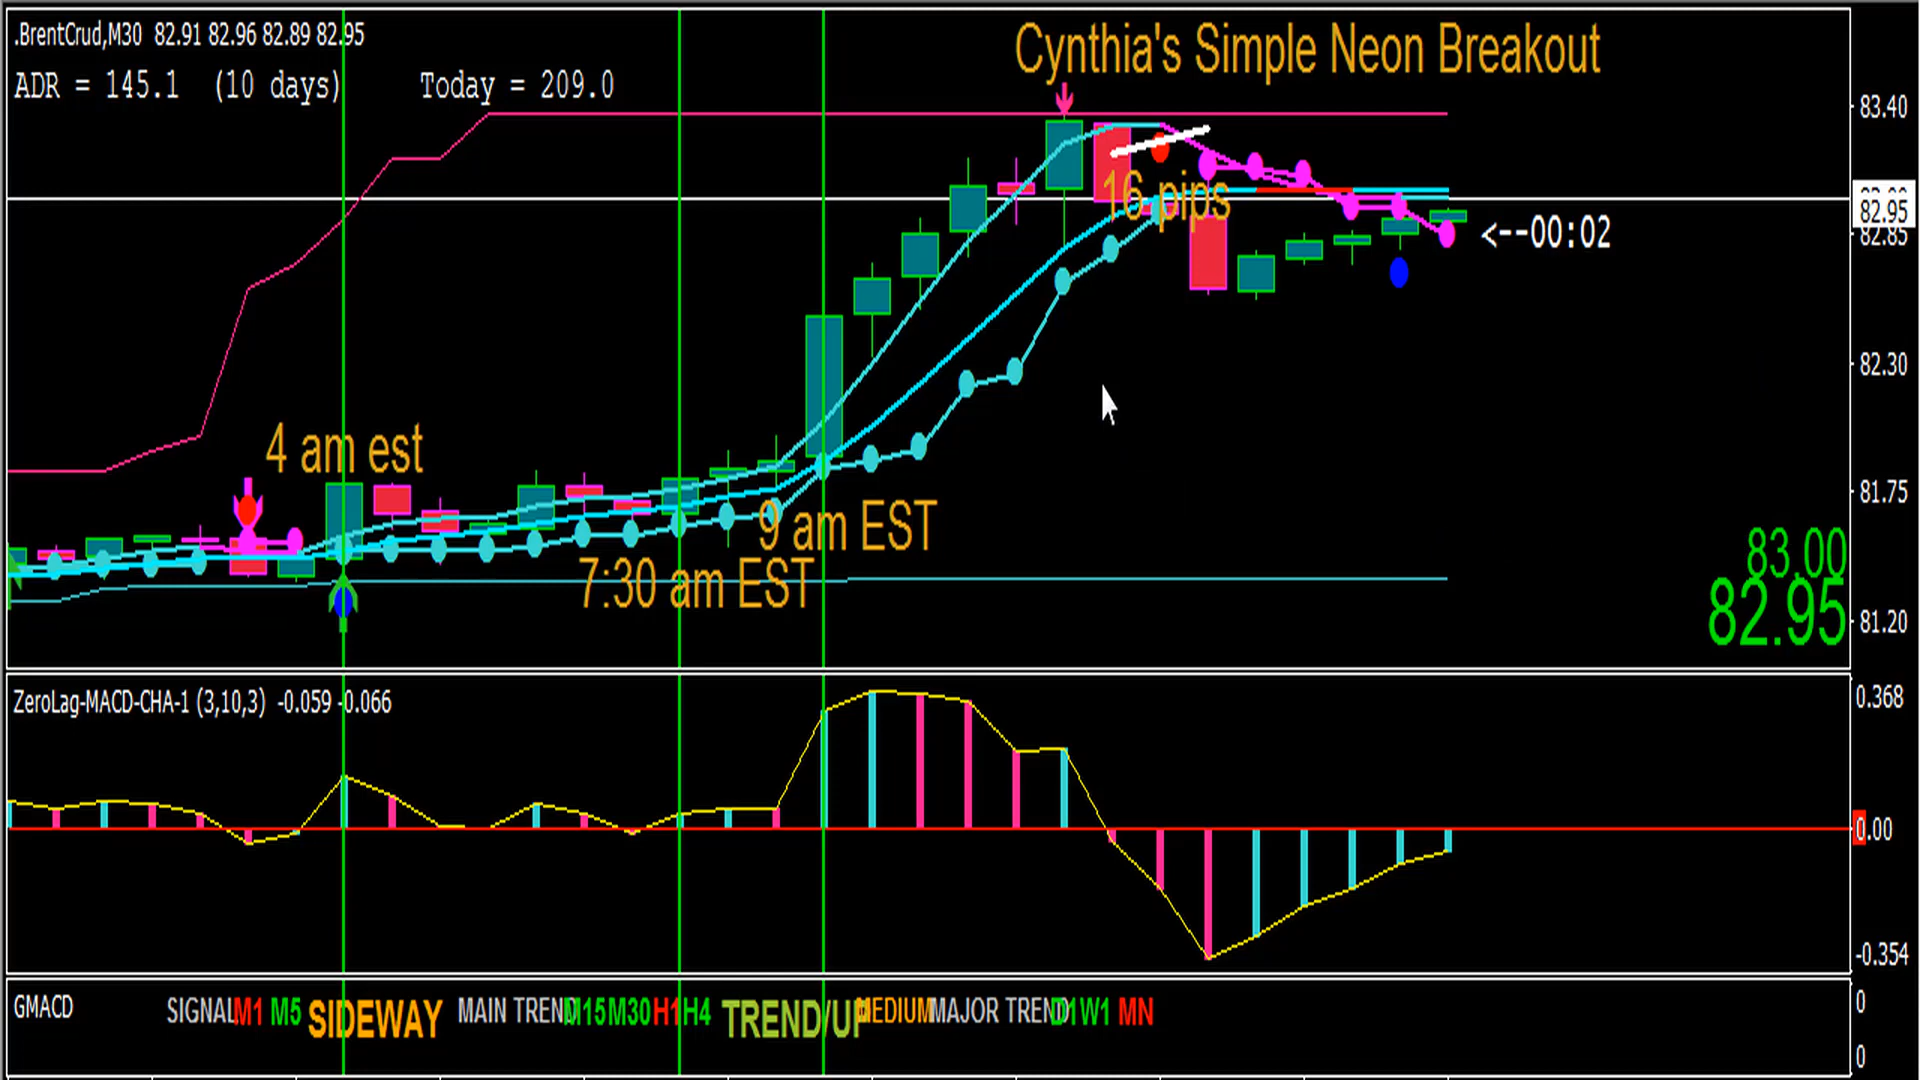 .BrentCrud,M30 82.91 82.96 82.89 82.95
Cynthia's Simple Neon Breakout
ADR = 145.1 (10 days) Today = 209.0
83.40
16 pips
82.95
82.85
<--00:02
82.30
4 am est
81.75
9 am EST
7:30 am EST
83.00
82.95
81.20
ZeroLag-MACD-CHA-1 (3,10,3) -0.059 -0.066
0.368
0.00
-0.354
GMACD SIGNAL M1 M5 SIDEWAY MAIN TREND M15 M30 H1 H4 TREND/UP MEDIUM MAJOR TREND D1 W1 MN
0
0